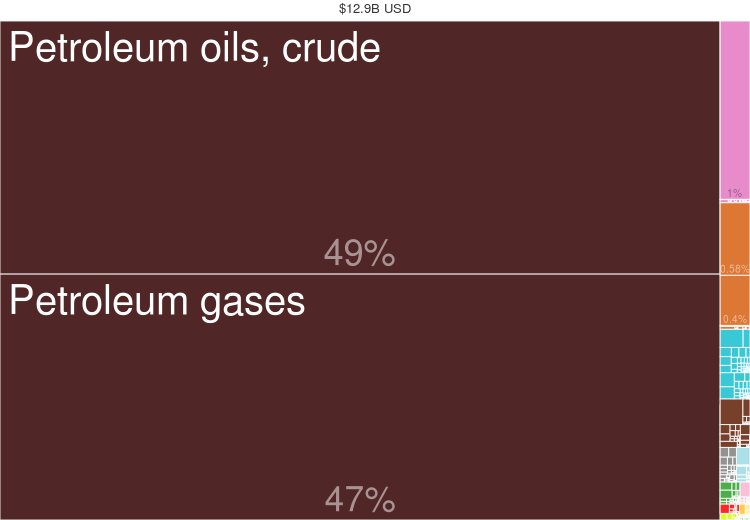 $12.9B USD
Petroleum oils, crude
49%
Petroleum gases
47%
1%
0.58%
0.4%